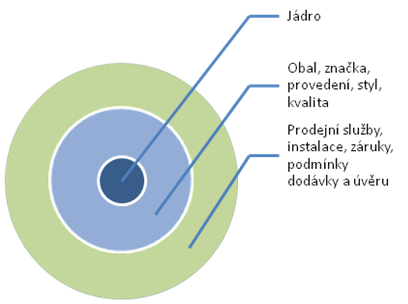 Jádro
Obal, značka,
provedení, styl,
kvalita
Prodejní služby,
instalace, záruky,
podmínky
dodávky a úvěru